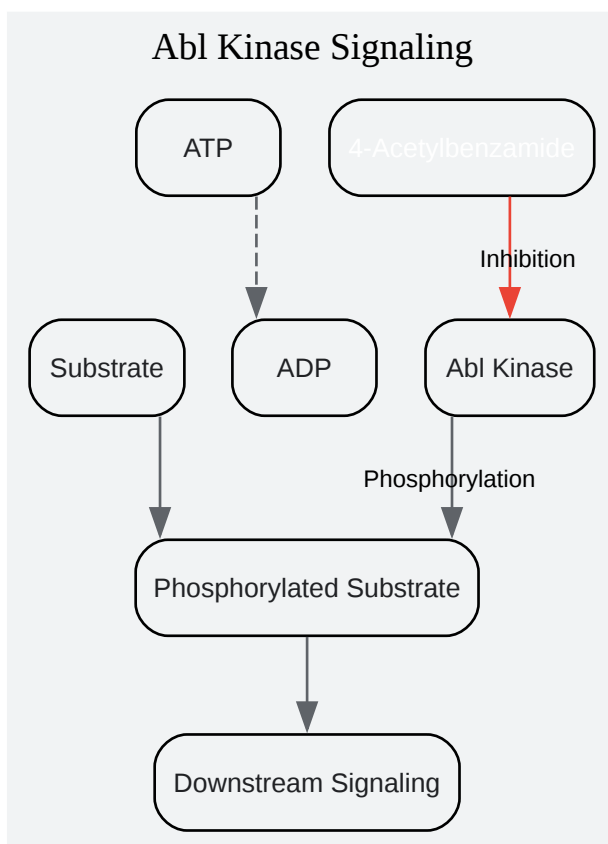 Abl Kinase Signaling
ATP
4-Acetylbenzamide
Inhibition
Substrate
ADP
Abl Kinase
Phosphorylation
Phosphorylated Substrate
Downstream Signaling